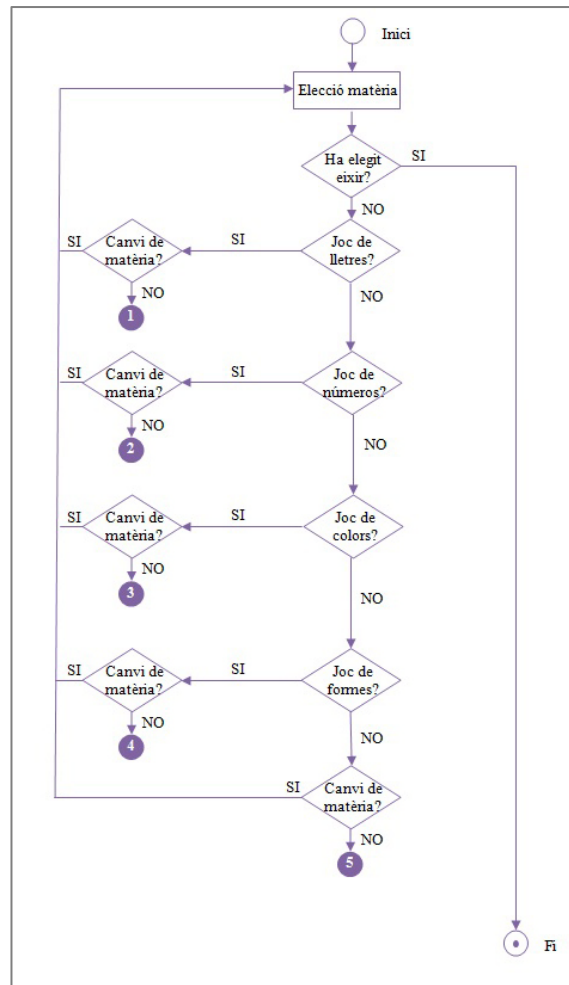 Inici
Elecció matèria
Ha elegit
eixir?
SI
NO
SI
Canvi de
matèria?
SI
Joc de
lletres?
NO
1
NO
SI
Canvi de
matèria?
SI
Joc de
números?
NO
2
NO
SI
Canvi de
matèria?
SI
Joc de
colors?
NO
3
NO
SI
Canvi de
matèria?
SI
Joc de
formes?
NO
4
NO
SI
Canvi de
matèria?
NO
5
Fi